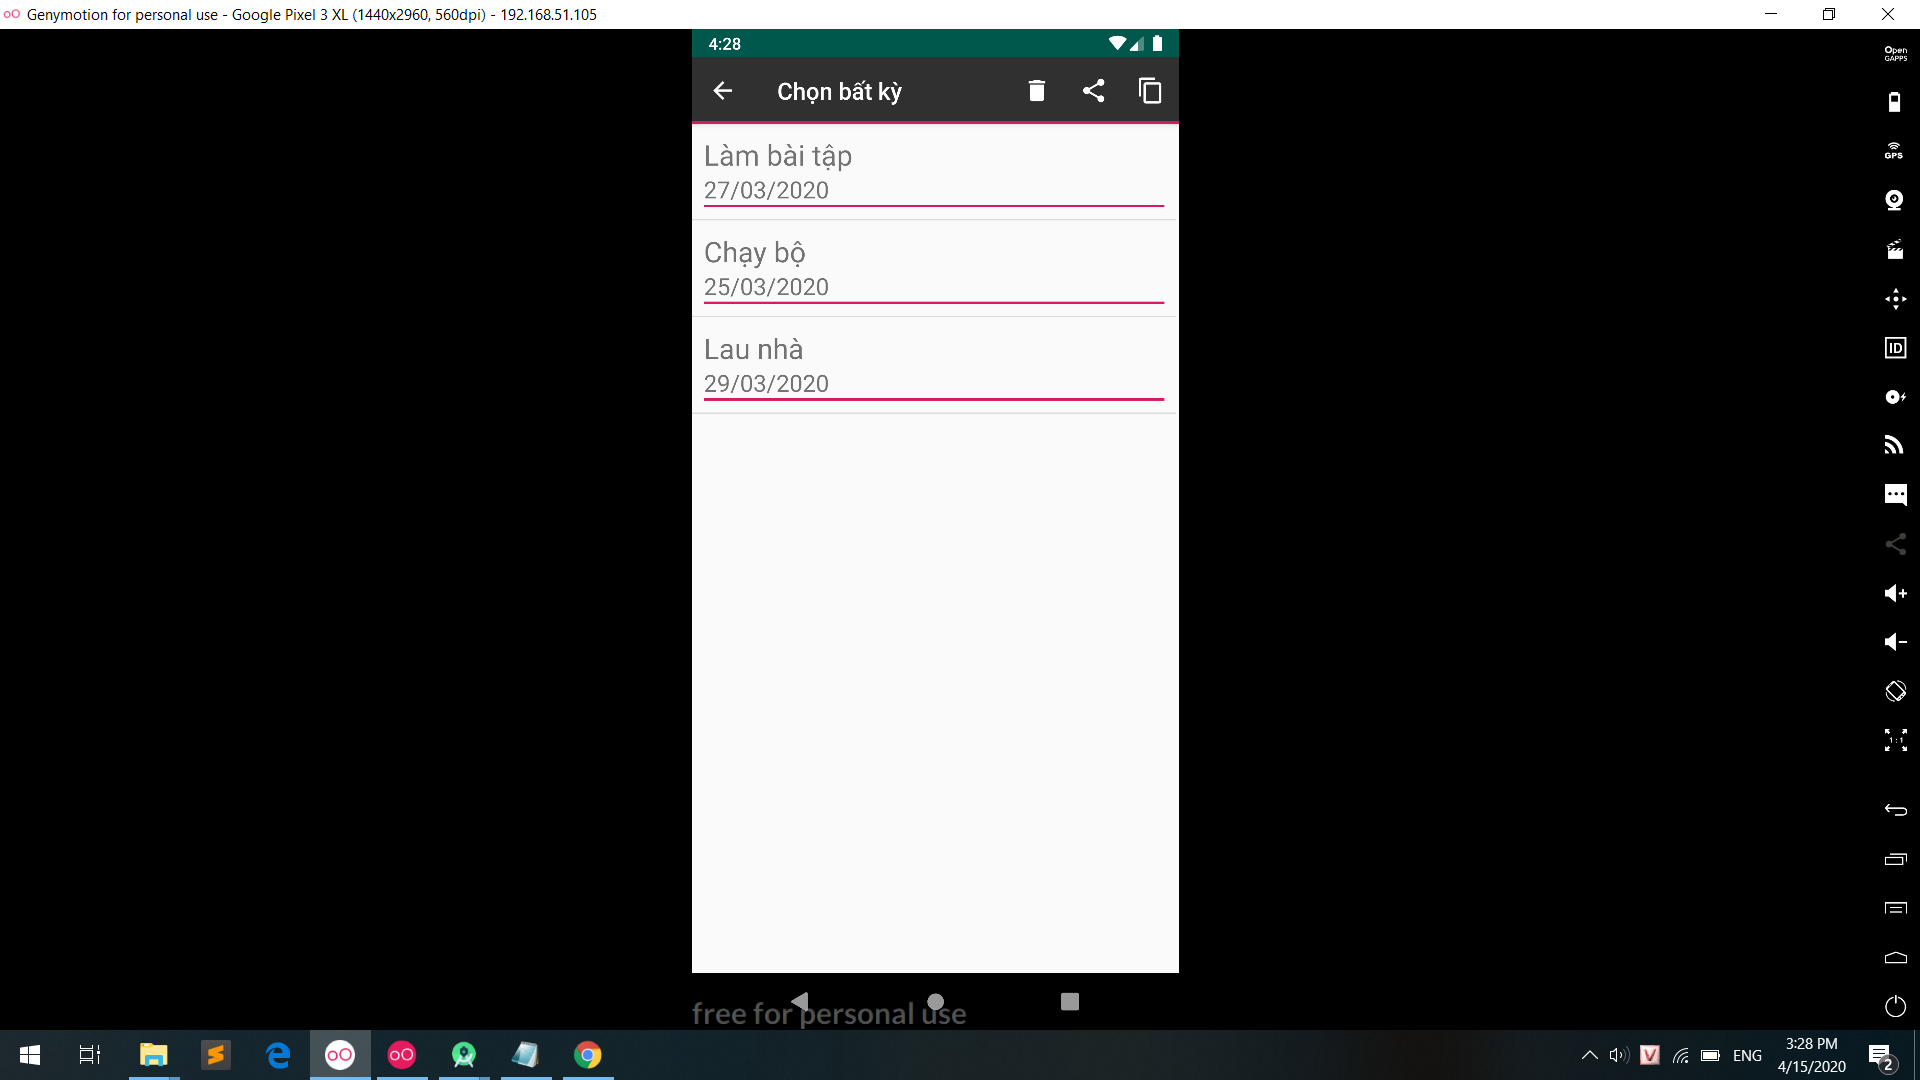 Genymotion for personal use - Google Pixel 3 XL (1440x2960, 560dpi) - 192.168.51.105
4:28
Chọn bất kỳ
Làm bài tập
27/03/2020
Chạy bộ
25/03/2020
Lau nhà
29/03/2020
free for personal use
Open
GAPPS
GPS
ID
1:1
ENG
3:28 PM
4/15/2020
2